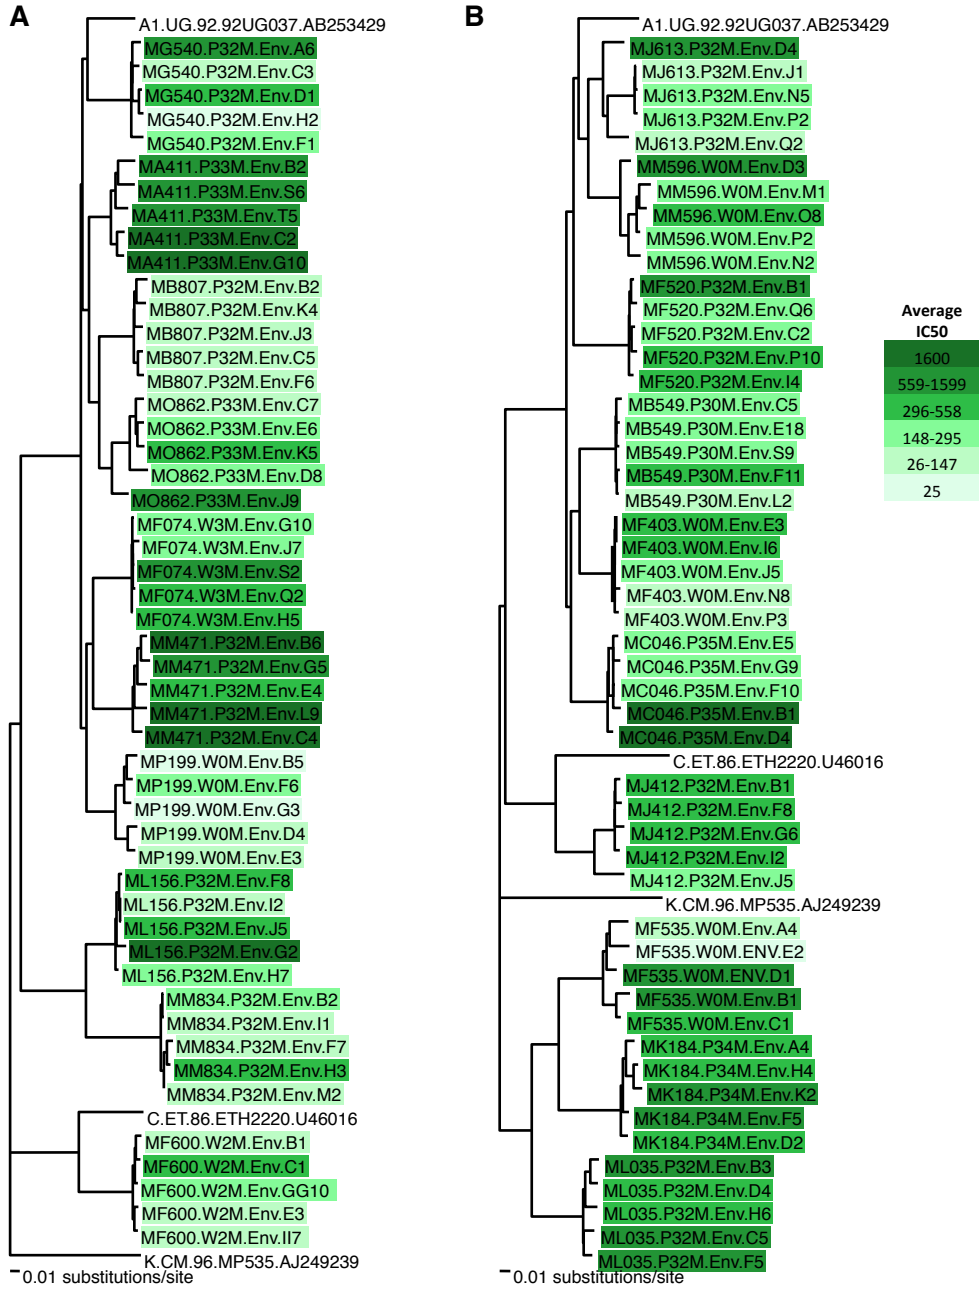 A
A1.UG.92.92UG037.AB253429
MG540.P32M.Env.A6
MG540.P32M.Env.C3
MG540.P32M.Env.D1
MG540.P32M.Env.H2
MG540.P32M.Env.F1
MA411.P33M.Env.B2
MA411.P33M.Env.S6
MA411.P33M.Env.T5
MA411.P33M.Env.C2
MA411.P33M.Env.G10
MB807.P32M.Env.B2
MB807.P32M.Env.K4
MB807.P32M.Env.J3
MB807.P32M.Env.C5
MB807.P32M.Env.F6
MO862.P33M.Env.C7
MO862.P33M.Env.E6
MO862.P33M.Env.K5
MO862.P33M.Env.D8
MO862.P33M.Env.J9
MF074.W3M.Env.G10
MF074.W3M.Env.J7
MF074.W3M.Env.S2
MF074.W3M.Env.Q2
MF074.W3M.Env.H5
MM471.P32M.Env.B6
MM471.P32M.Env.G5
MM471.P32M.Env.E4
MM471.P32M.Env.L9
MM471.P32M.Env.C4
MP199.W0M.Env.B5
MP199.W0M.Env.F6
MP199.W0M.Env.G3
MP199.W0M.Env.D4
MP199.W0M.Env.E3
ML156.P32M.Env.F8
ML156.P32M.Env.I2
ML156.P32M.Env.J5
ML156.P32M.Env.G2
ML156.P32M.Env.H7
MM834.P32M.Env.B2
MM834.P32M.Env.I1
MM834.P32M.Env.F7
MM834.P32M.Env.H3
MM834.P32M.Env.M2
C.ET.86.ETH2220.U46016
MF600.W2M.Env.B1
MF600.W2M.Env.C1
MF600.W2M.Env.GG10
MF600.W2M.Env.E3
MF600.W2M.Env.II7
K.CM.96.MP535.AJ249239
0.01 substitutions/site
B
A1.UG.92.92UG037.AB253429
MJ613.P32M.Env.D4
MJ613.P32M.Env.J1
MJ613.P32M.Env.N5
MJ613.P32M.Env.P2
MJ613.P32M.Env.Q2
MM596.W0M.Env.D3
MM596.W0M.Env.M1
MM596.W0M.Env.O8
MM596.W0M.Env.P2
MM596.W0M.Env.N2
MF520.P32M.Env.B1
MF520.P32M.Env.Q6
MF520.P32M.Env.C2
MF520.P32M.Env.P10
MF520.P32M.Env.I4
MB549.P30M.Env.C5
MB549.P30M.Env.E18
MB549.P30M.Env.S9
MB549.P30M.Env.F11
MB549.P30M.Env.L2
MF403.W0M.Env.E3
MF403.W0M.Env.I6
MF403.W0M.Env.J5
MF403.W0M.Env.N8
MF403.W0M.Env.P3
MC046.P35M.Env.E5
MC046.P35M.Env.G9
MC046.P35M.Env.F10
MC046.P35M.Env.B1
MC046.P35M.Env.D4
C.ET.86.ETH2220.U46016
MJ412.P32M.Env.B1
MJ412.P32M.Env.F8
MJ412.P32M.Env.G6
MJ412.P32M.Env.I2
MJ412.P32M.Env.J5
K.CM.96.MP535.AJ249239
MF535.W0M.Env.A4
MF535.W0M.ENV.E2
MF535.W0M.ENV.D1
MF535.W0M.Env.B1
MF535.W0M.Env.C1
MK184.P34M.Env.A4
MK184.P34M.Env.H4
MK184.P34M.Env.K2
MK184.P34M.Env.F5
MK184.P34M.Env.D2
ML035.P32M.Env.B3
ML035.P32M.Env.D4
ML035.P32M.Env.H6
ML035.P32M.Env.C5
ML035.P32M.Env.F5
0.01 substitutions/site
Average
IC50
1600
559-1599
296-558
148-295
26-147
25